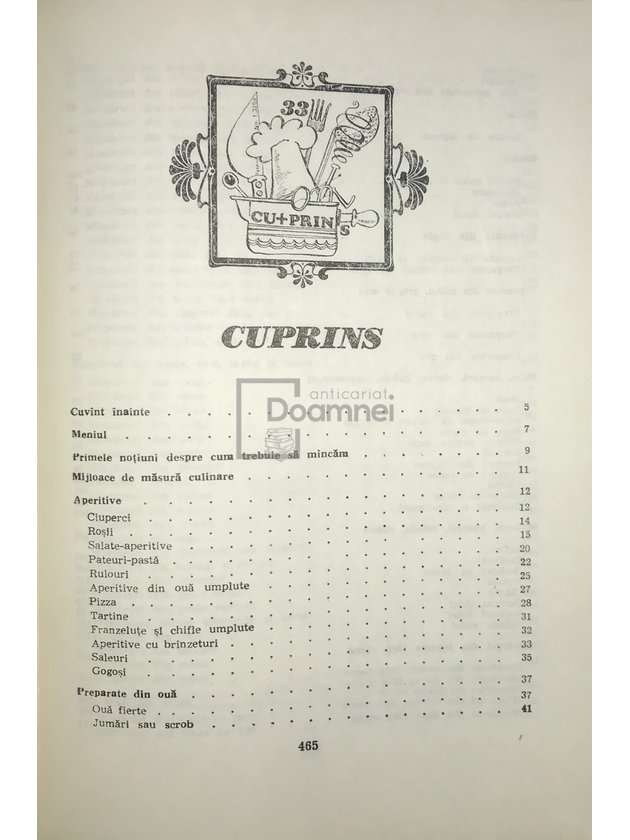 33
CU+PRINS
CUPRINS
anticariat
Doamnei
Cuvînt înainte . . . . . . . . . . . . . . . 5
Meniul . . . . . . . . . . . . . . . 7
Primele noțiuni despre cum trebuie să mîncăm . . . . . . . 9
Mijloace de măsură culinare . . . . . . . . . . . . 11
Aperitive . . . . . . . . . . . . . . . 12
Ciuperci . . . . . . . . . . . . . . . 12
Roșii . . . . . . . . . . . . . . . 14
Salate-aperitive . . . . . . . . . . . . . . 15
Pateuri-pastă . . . . . . . . . . . . . . 20
Rulouri . . . . . . . . . . . . . . . 22
Aperitive din ouă umplute . . . . . . . . . . . 25
Pizza . . . . . . . . . . . . . . . 27
Tartine . . . . . . . . . . . . . . . 28
Franzeluțe și chifle umplute . . . . . . . . . . . 31
Aperitive cu brînzeturi . . . . . . . . . . . . 32
Saleuri . . . . . . . . . . . . . . . 33
Gogoși . . . . . . . . . . . . . . . 35
Preparate din ouă . . . . . . . . . . . . . 37
Ouă fierte . . . . . . . . . . . . . . 37
Jumări sau scrob . . . . . . . . . . . . . 41
465